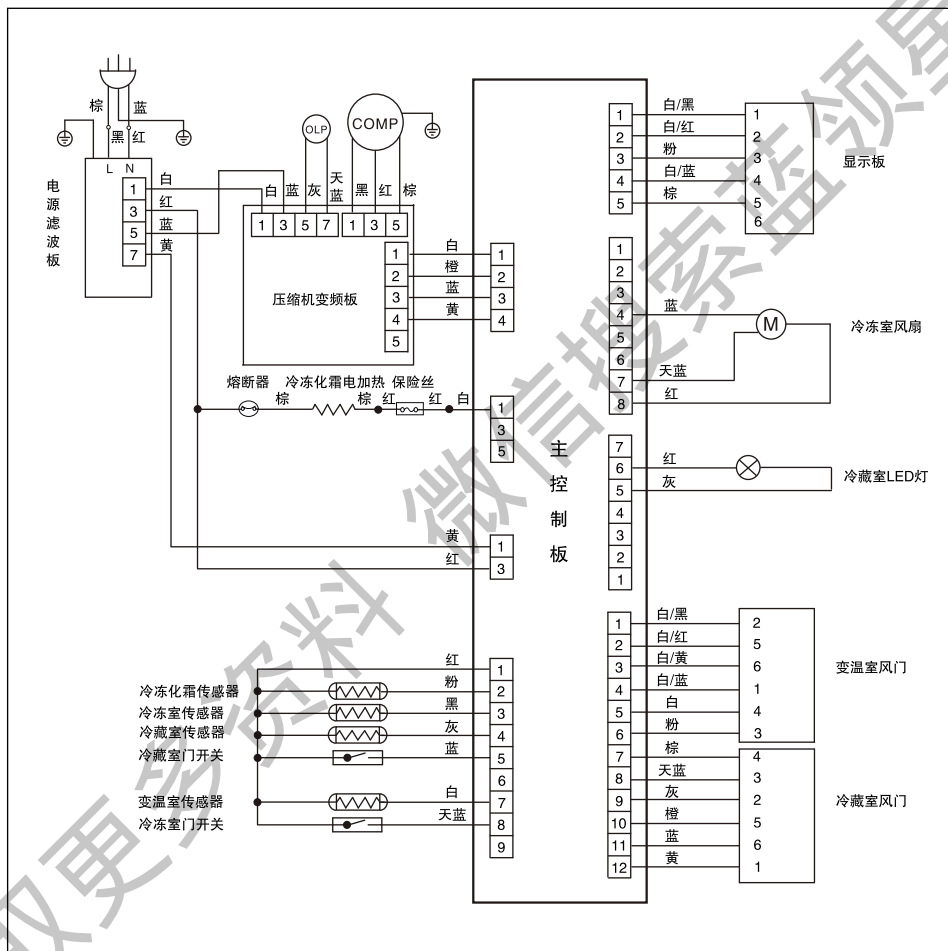 棕 蓝
黑 红
L N
电源滤波板
1 白
3 红
5 蓝
7 黄
OLP
COMP
白 蓝 灰 天蓝 黑 红 棕
1 3 5 7 1 3 5
压缩机变频板
1 白 1
2 橙 2
3 蓝 3
4 黄 4
5
熔断器 冷冻化霜电加热 保险丝
棕 棕 红 红 白
1
3
5
黄 1
红 3
主控制板
红 1
冷冻化霜传感器 粉 2
冷冻室传感器 黑 3
冷藏室传感器 灰 4
冷藏室门开关 蓝 5
6
变温室传感器 白 7
冷冻室门开关 天蓝 8
9
1 白/黑 1
2 白/红 2
3 粉 3
4 白/蓝 4
5 棕 5
6
显示板
1
2
3
4 蓝
5
6
7 天蓝
8 红
M
冷冻室风扇
7
6 红
5 灰
4
3
2
1
冷藏室LED灯
1 白/黑 2
2 白/红 5
3 白/黄 6
4 白/蓝 1
5 白 4
6 粉 3
变温室风门
7 棕 4
8 天蓝 3
9 灰 2
10 橙 5
11 蓝 6
12 黄 1
冷藏室风门
取更多资料 微信搜索蓝领星